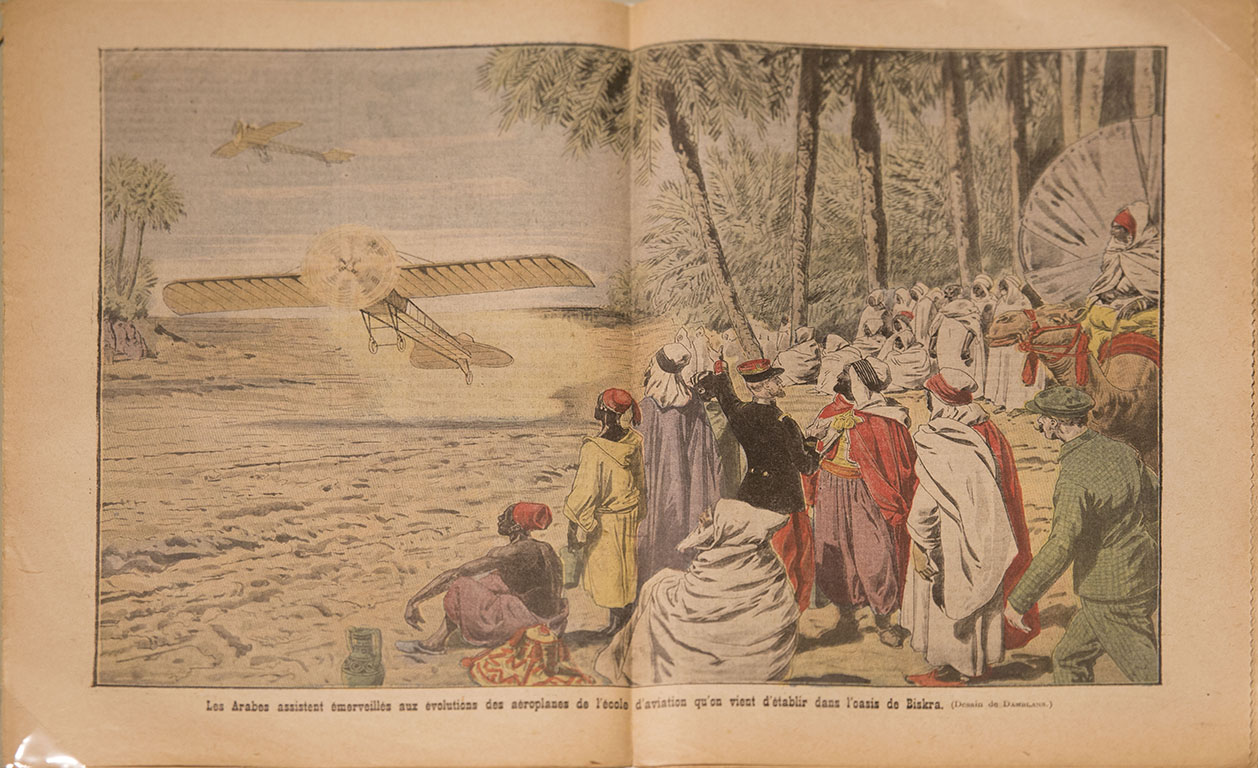 Les Arabes assistent émerveillés aux évolutions des aéroplanes de l'école d'aviation qu'on vient d'établir dans l'oasis de Biskra. (Dessin de DAMBLANS.)